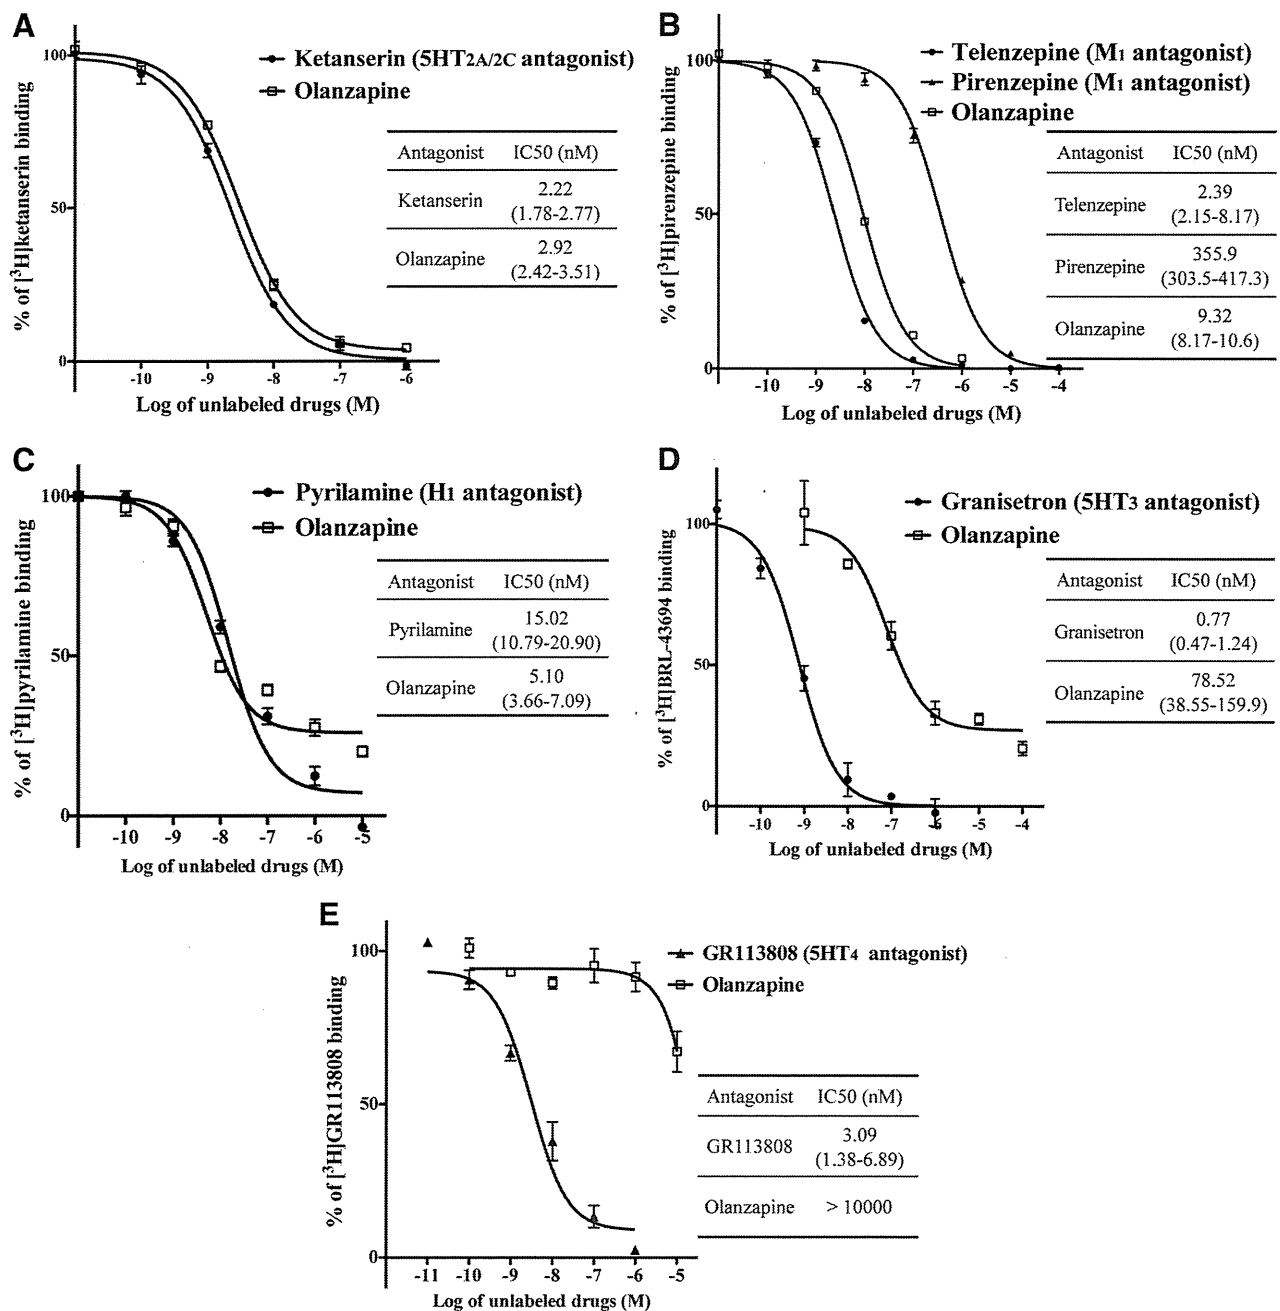 A
% of [³H]ketanserin binding
100
50
0
-10 -9 -8 -7 -6
Log of unlabeled drugs (M)
Ketanserin (5HT2A/2C antagonist)
Olanzapine
Antagonist IC50 (nM)
Ketanserin 2.22
(1.78-2.77)
Olanzapine 2.92
(2.42-3.51)
B
% of [³H]pirenzepine binding
100
50
0
-10 -9 -8 -7 -6 -5 -4
Log of unlabeled drugs (M)
Telenzepine (M1 antagonist)
Pirenzepine (M1 antagonist)
Olanzapine
Antagonist IC50 (nM)
Telenzepine 2.39
(2.15-8.17)
Pirenzepine 355.9
(303.5-417.3)
Olanzapine 9.32
(8.17-10.6)
C
% of [³H]pyrilamine binding
100
50
0
-10 -9 -8 -7 -6 -5
Log of unlabeled drugs (M)
Pyrilamine (H1 antagonist)
Olanzapine
Antagonist IC50 (nM)
Pyrilamine 15.02
(10.79-20.90)
Olanzapine 5.10
(3.66-7.09)
D
% of [³H]BRL-43694 binding
100
50
0
-10 -9 -8 -7 -6 -5 -4
Log of unlabeled drugs (M)
Granisetron (5HT3 antagonist)
Olanzapine
Antagonist IC50 (nM)
Granisetron 0.77
(0.47-1.24)
Olanzapine 78.52
(38.55-159.9)
E
% of [³H]GR113808 binding
100
50
0
-11 -10 -9 -8 -7 -6 -5
Log of unlabeled drugs (M)
GR113808 (5HT4 antagonist)
Olanzapine
Antagonist IC50 (nM)
GR113808 3.09
(1.38-6.89)
Olanzapine > 10000